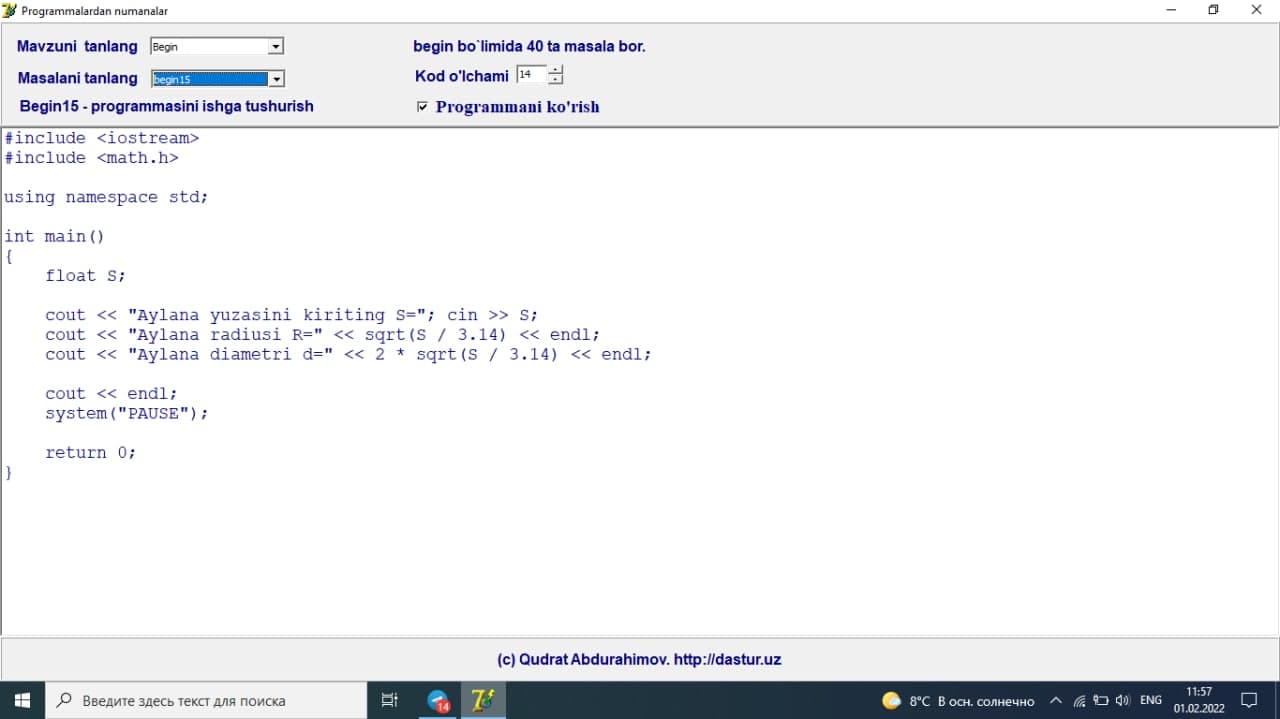 Programmalardan numanalar
Mavzuni tanlang Begin begin bo`limida 40 ta masala bor.
Masalani tanlang begin15 Kod o'lchami 14
Begin15 - programmasini ishga tushurish Programmani ko'rish
#include <iostream>
#include <math.h>
using namespace std;
int main()
{
float S;
cout << "Aylana yuzasini kiriting S="; cin >> S;
cout << "Aylana radiusi R=" << sqrt(S / 3.14) << endl;
cout << "Aylana diametri d=" << 2 * sqrt(S / 3.14) << endl;
cout << endl;
system("PAUSE");
return 0;
}
(c) Qudrat Abdurahimov. http://dastur.uz
Введите здесь текст для поиска 14 8°C В осн. солнечно ENG 11:57
01.02.2022